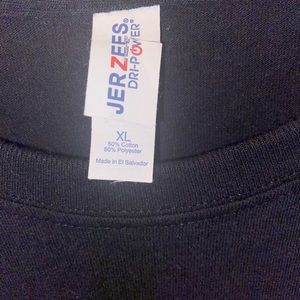 JERZEES®
DRI-POWER®
XL
50% Cotton
50% Polyester
Made in El Salvador